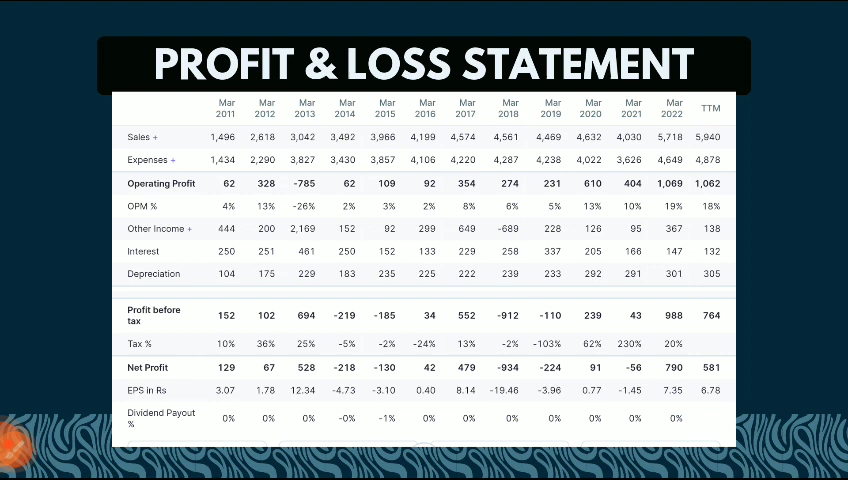 PROFIT & LOSS STATEMENT
Mar 2011 Mar 2012 Mar 2013 Mar 2014 Mar 2015 Mar 2016 Mar 2017 Mar 2018 Mar 2019 Mar 2020 Mar 2021 Mar 2022 TTM
Sales + 1,496 2,618 3,042 3,492 3,966 4,199 4,574 4,561 4,469 4,632 4,030 5,718 5,940
Expenses + 1,434 2,290 3,827 3,430 3,857 4,106 4,220 4,287 4,238 4,022 3,626 4,649 4,878
Operating Profit 62 328 -785 62 109 92 354 274 231 610 404 1,069 1,062
OPM % 4% 13% -26% 2% 3% 2% 8% 6% 5% 13% 10% 19% 18%
Other Income + 444 200 2,169 152 92 299 649 -689 228 126 95 367 138
Interest 250 251 461 250 152 133 229 258 337 205 166 147 132
Depreciation 104 175 229 183 235 225 222 239 233 292 291 301 305
Profit before tax 152 102 694 -219 -185 34 552 -912 -110 239 43 988 764
Tax % 10% 36% 25% -5% -2% -24% 13% -2% -103% 62% 230% 20%
Net Profit 129 67 528 -218 -130 42 479 -934 -224 91 -56 790 581
EPS in Rs 3.07 1.78 12.34 -4.73 -3.10 0.40 8.14 -19.46 -3.96 0.77 -1.45 7.35 6.78
Dividend Payout % 0% 0% 0% -0% -1% 0% 0% 0% 0% 0% 0% 0%